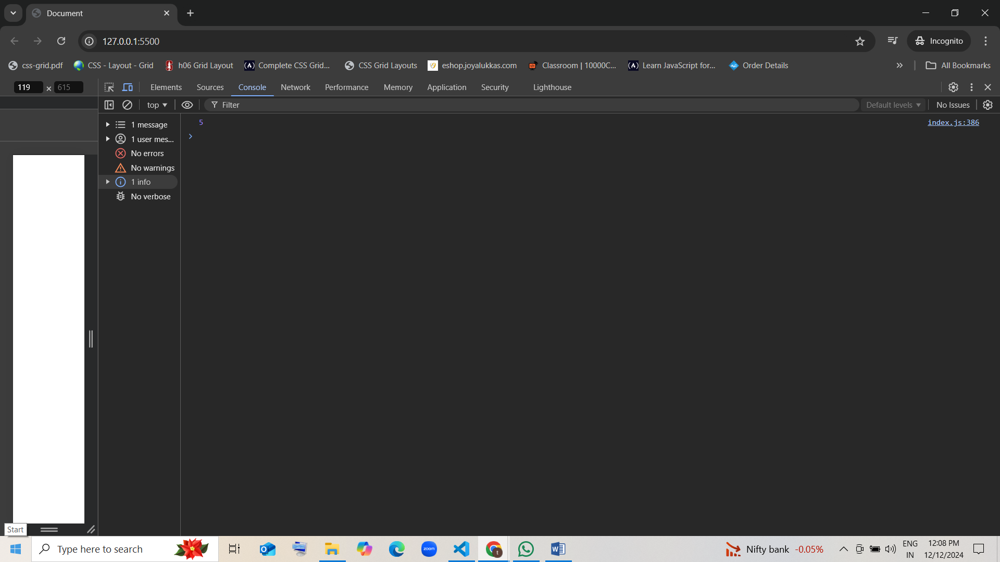 Document
127.0.0.1:5500
Incognito
css-grid.pdf
CSS - Layout - Grid
h06 Grid Layout
Complete CSS Grid...
CSS Grid Layouts
eshop.joyalukkas.com
Classroom | 10000C...
Learn JavaScript for...
Order Details
All Bookmarks
119 × 615
Elements
Sources
Console
Network
Performance
Memory
Application
Security
Lighthouse
top
Filter
Default levels
No Issues
1 message
1 user mes...
No errors
No warnings
1 info
No verbose
5
index.js:386
Start
Type here to search
zoom
Nifty bank -0.05%
ENG
IN
12:08 PM
12/12/2024